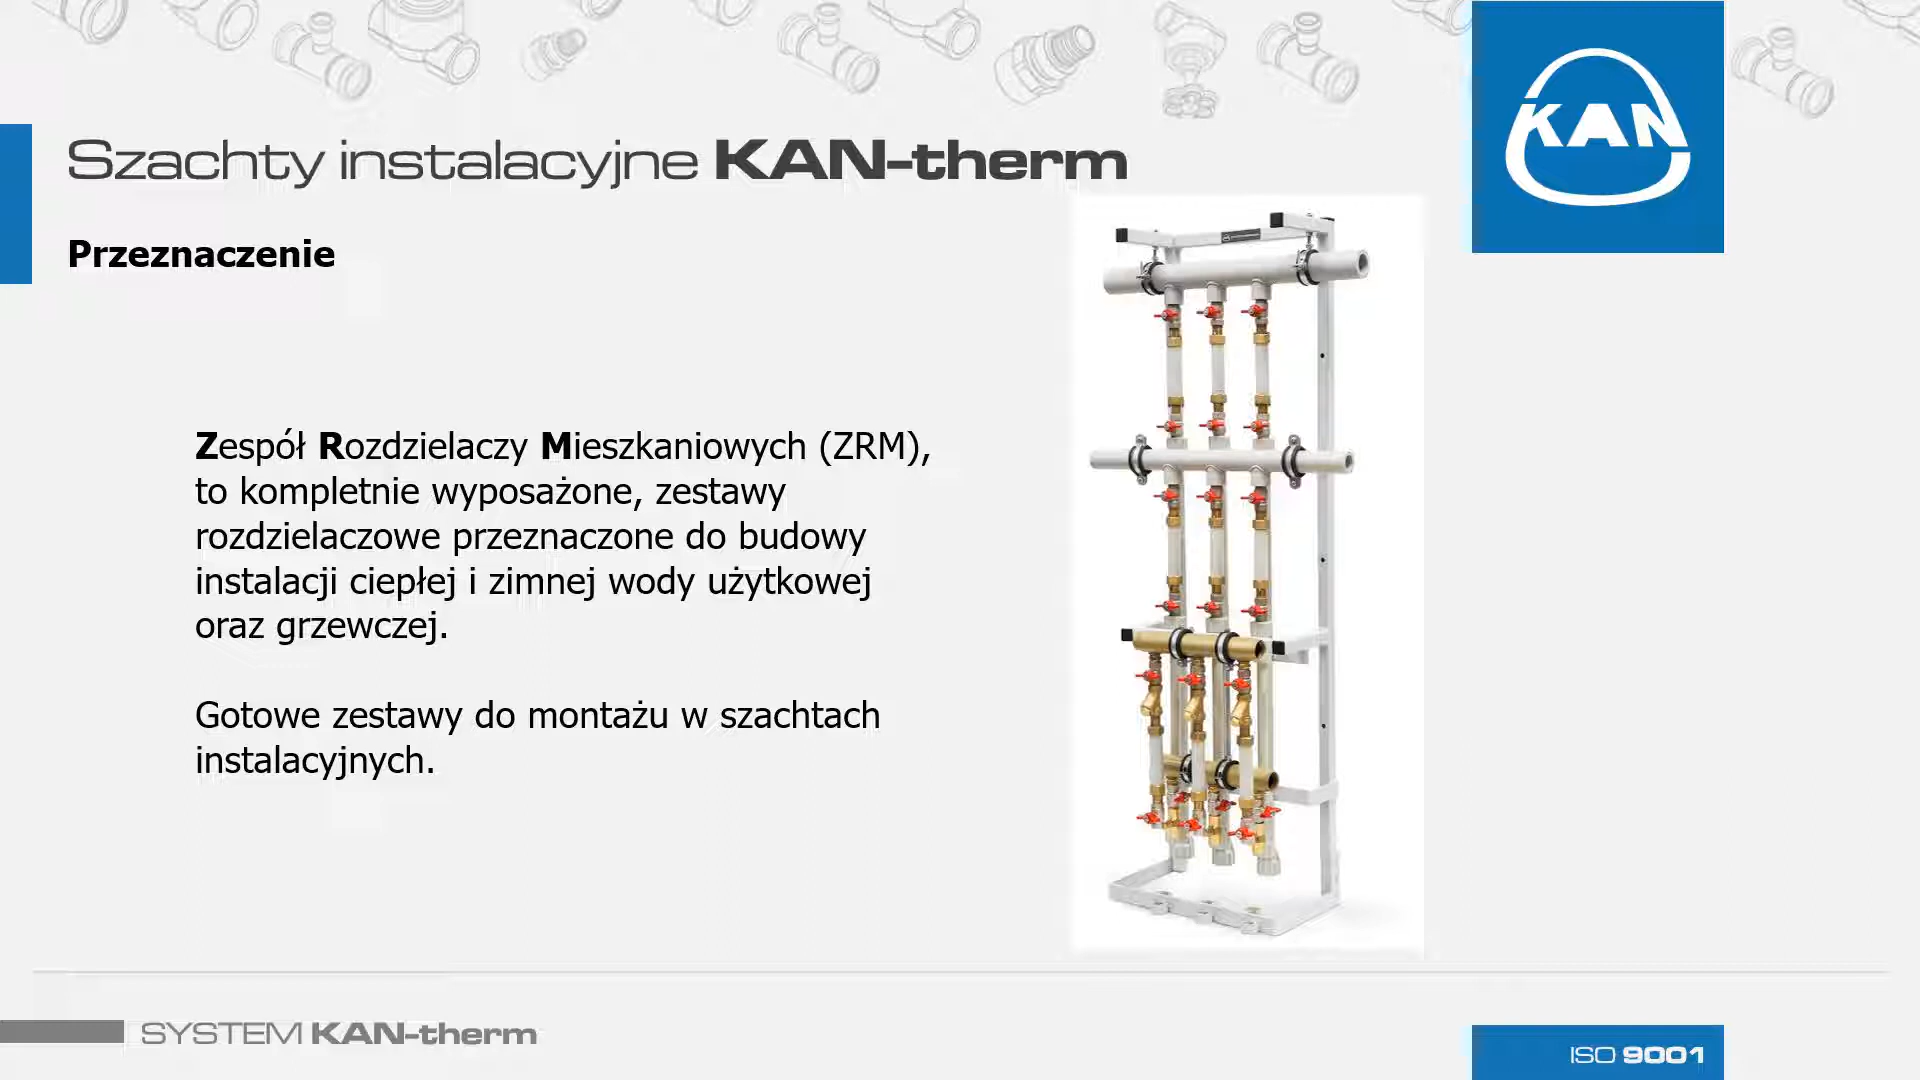 KAN
Szachty instalacyjne KAN-therm
Przeznaczenie
Zespół Rozdzielaczy Mieszkaniowych (ZRM),
to kompletnie wyposażone, zestawy
rozdzielaczowe przeznaczone do budowy
instalacji ciepłej i zimnej wody użytkowej
oraz grzewczej.
Gotowe zestawy do montażu w szachtach
instalacyjnych.
SYSTEM KAN-therm
ISO 9001